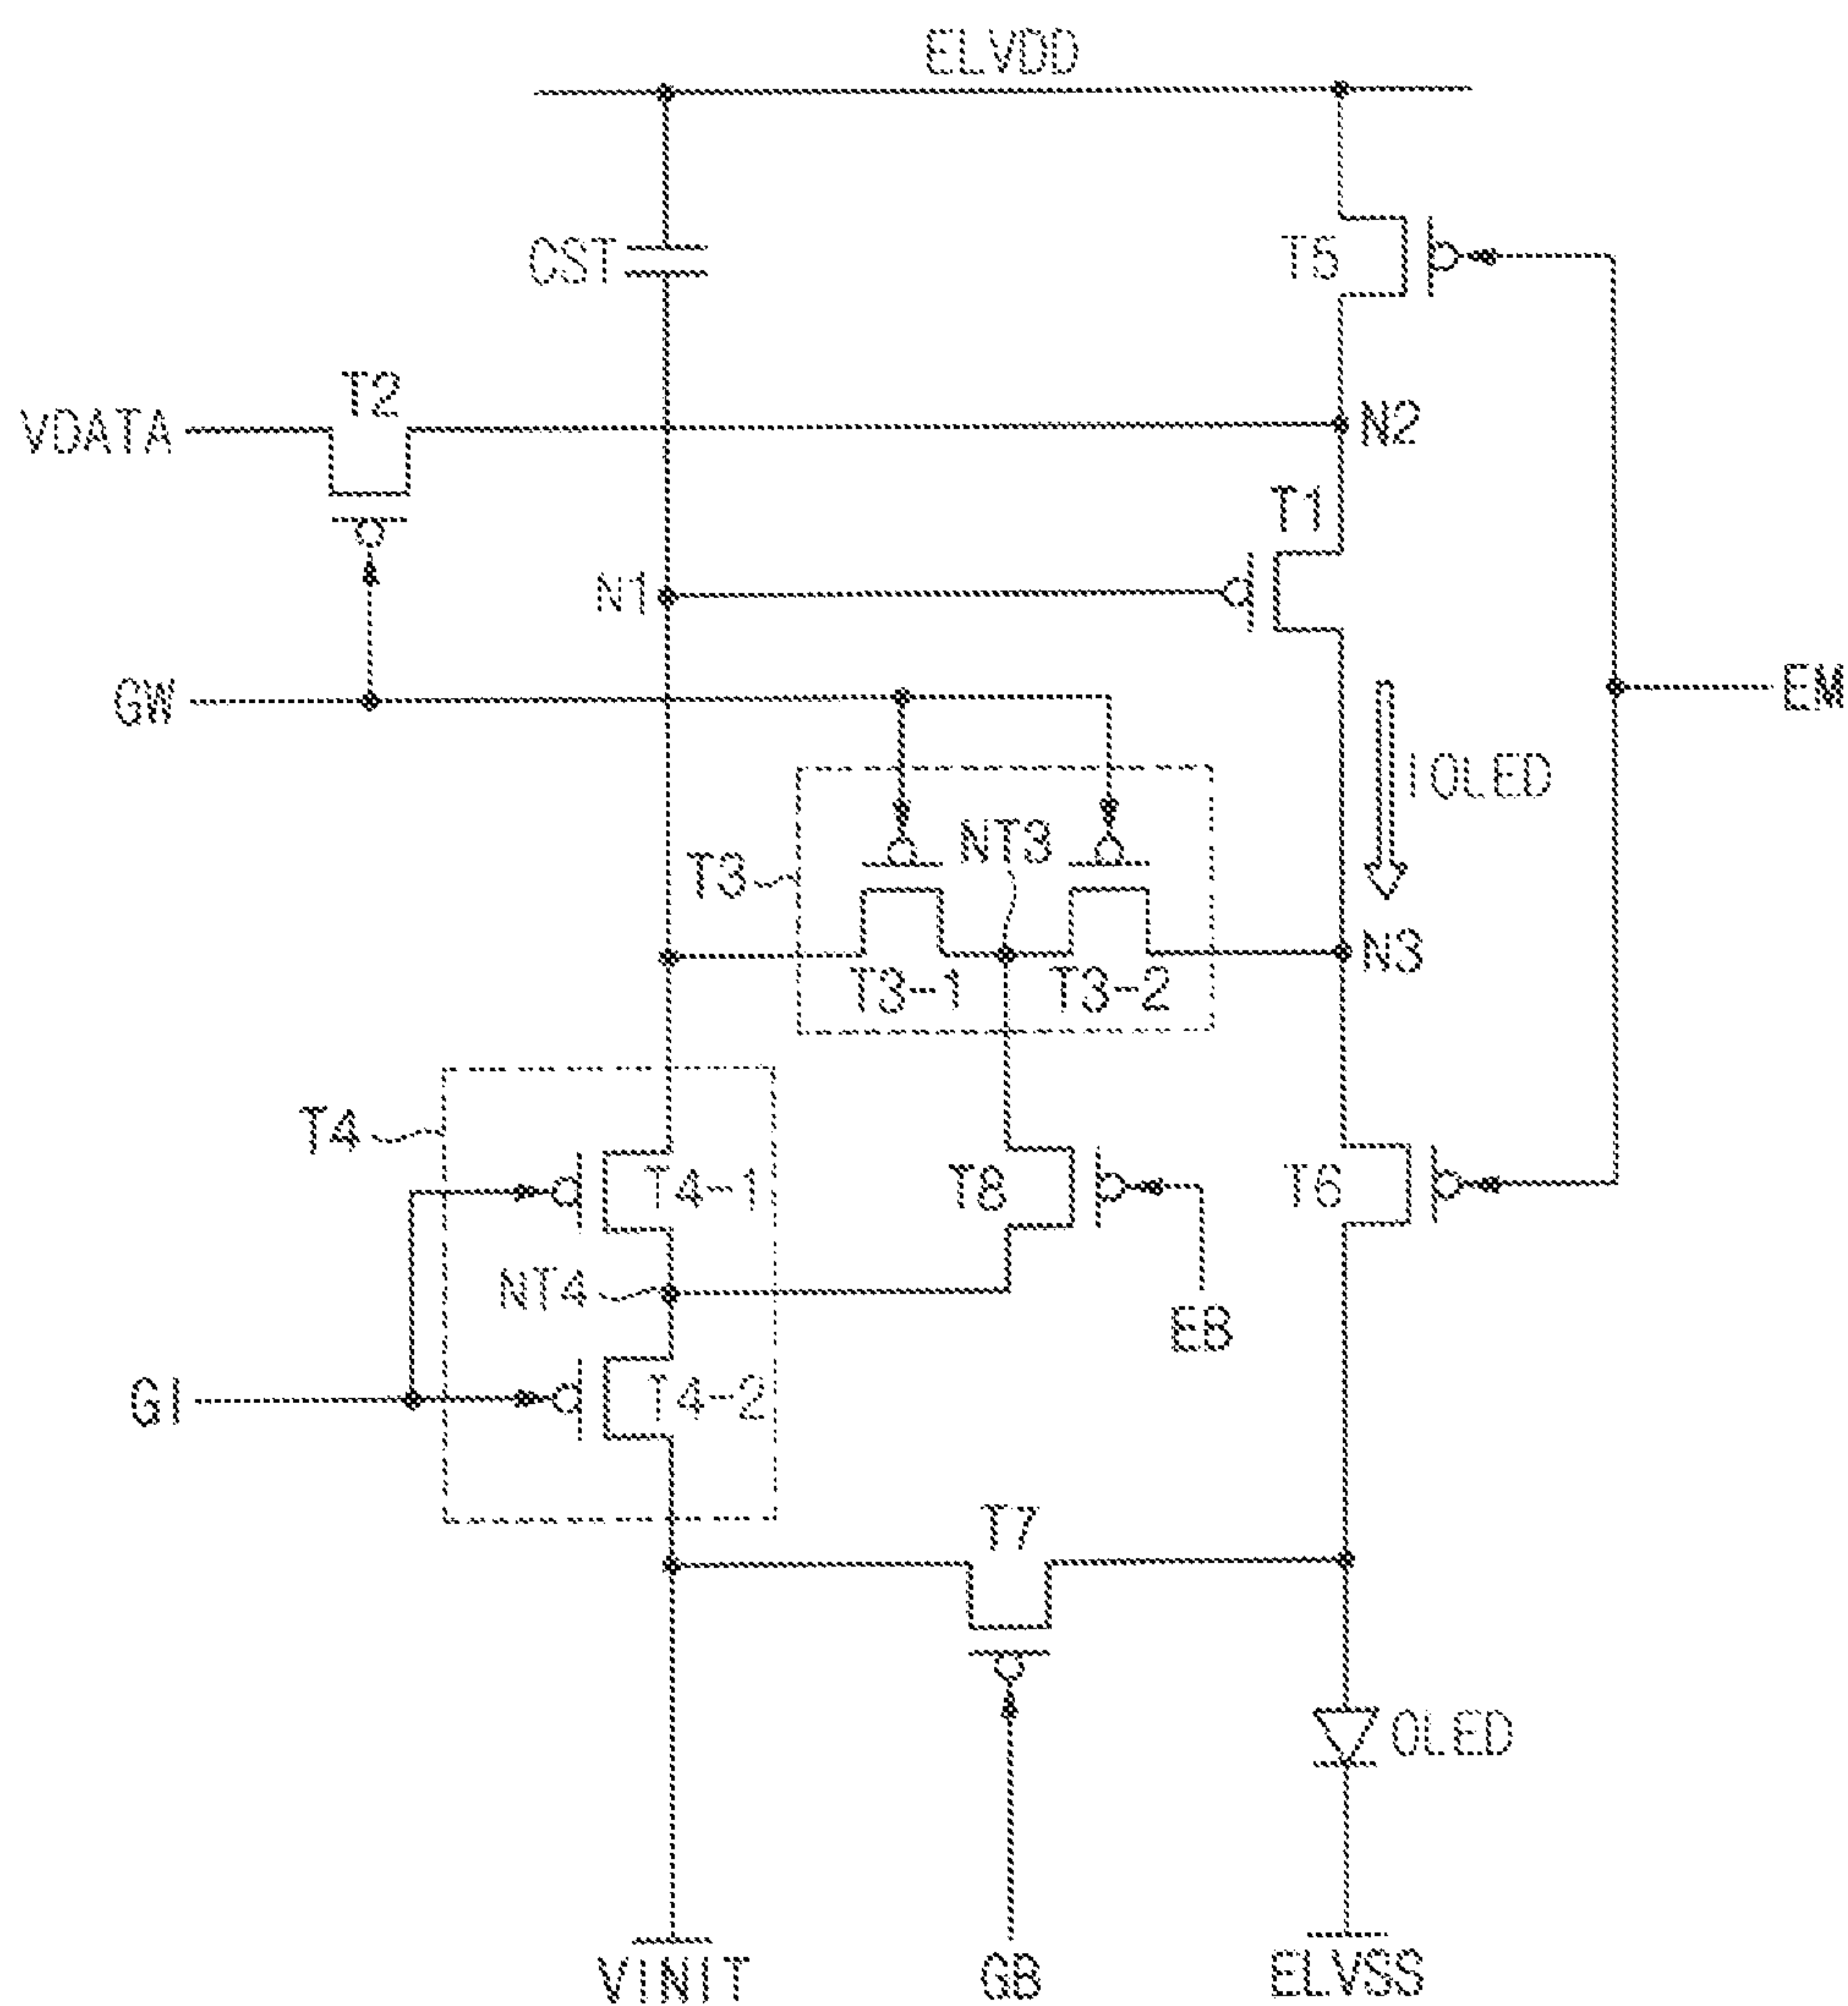 ELVDD
CST
T5
T2
VDATA
N2
T1
N1
GW
EM
IOLED
T3
NT3
N3
T3-1
T3-2
T4
T4-1
T8
T6
NT4
EB
GI
T4-2
T7
OLED
VINIT
GB
ELVSS